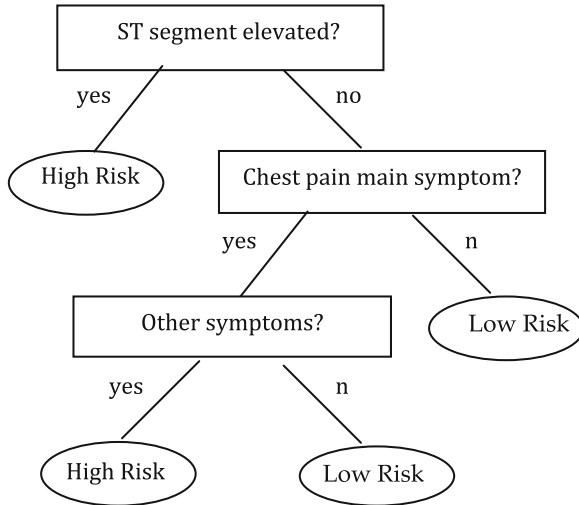 ST segment elevated?
yes
no
High Risk
Chest pain main symptom?
yes
n
Other symptoms?
Low Risk
yes
n
High Risk
Low Risk